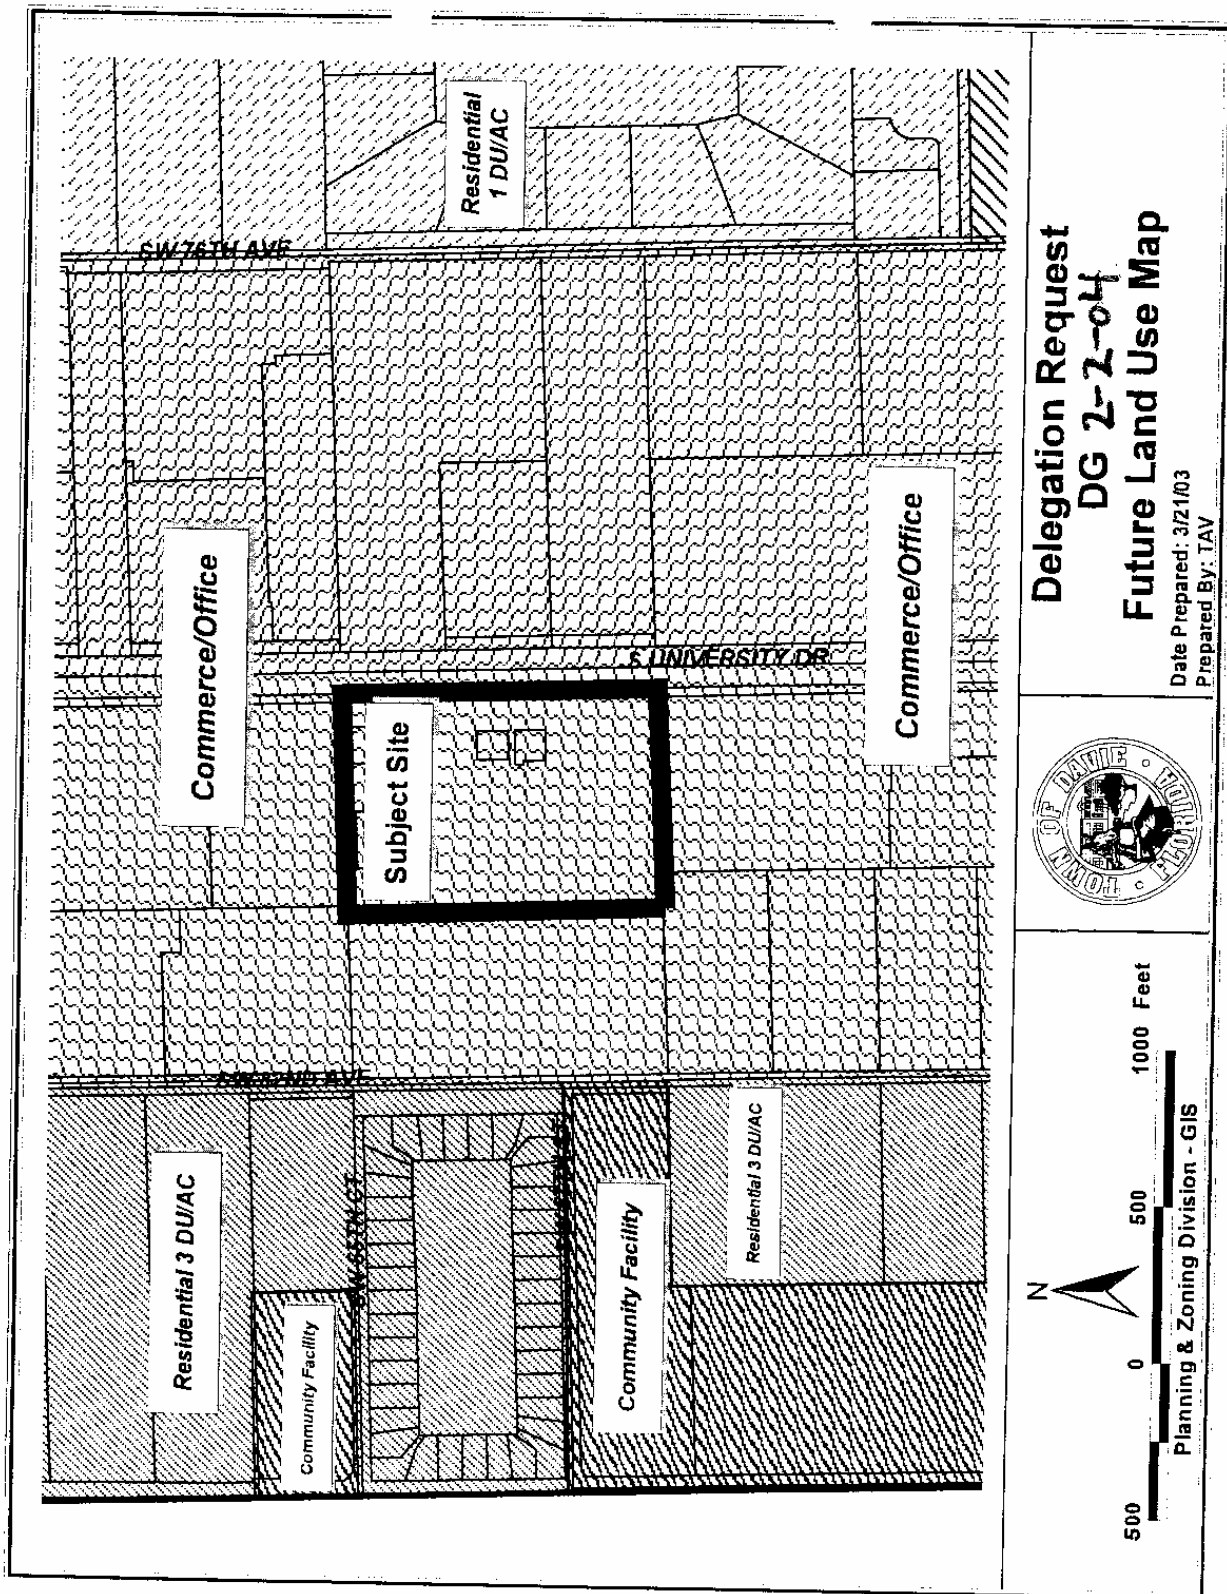 SW 76TH AVE
Commerce/Office
Residential 3 DU/AC
Community Facility
Subject Site
Residential
1 DU/AC
Community Facility
S UNIVERSITY DR
Residential 3 DU/AC
Commerce/Office
N
500 0 500 1000 Feet
Planning & Zoning Division - GIS
TOWN OF DAVIE · FLORIDA ·
Delegation Request
DG 2-2-04
Future Land Use Map
Date Prepared: 3/21/03
Prepared By: TAV